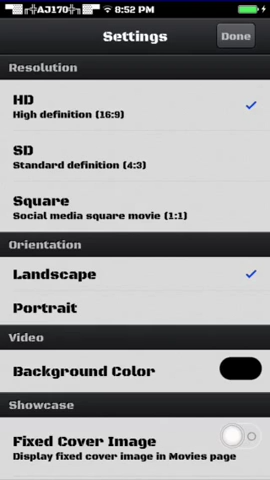 AJ170 8:52 PM
Settings
Done
Resolution
HD
High definition (16:9)
SD
Standard definition (4:3)
Square
Social media square movie (1:1)
Orientation
Landscape
Portrait
Video
Background Color
Showcase
Fixed Cover Image
Display fixed cover image in Movies page